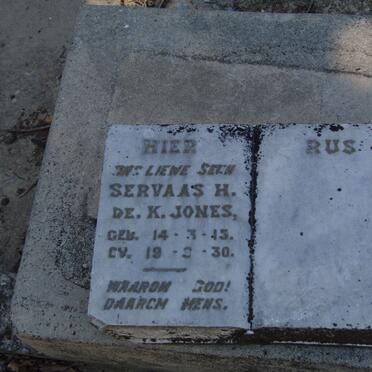 HIER RUS
ONS LIEWE SEUN
SERVAAS H.
DE. K. JONES,
GEB. 14 - 3 - 13.
OV. 19 - - 30.
WAAROM GOD!
DAAROM MENS.